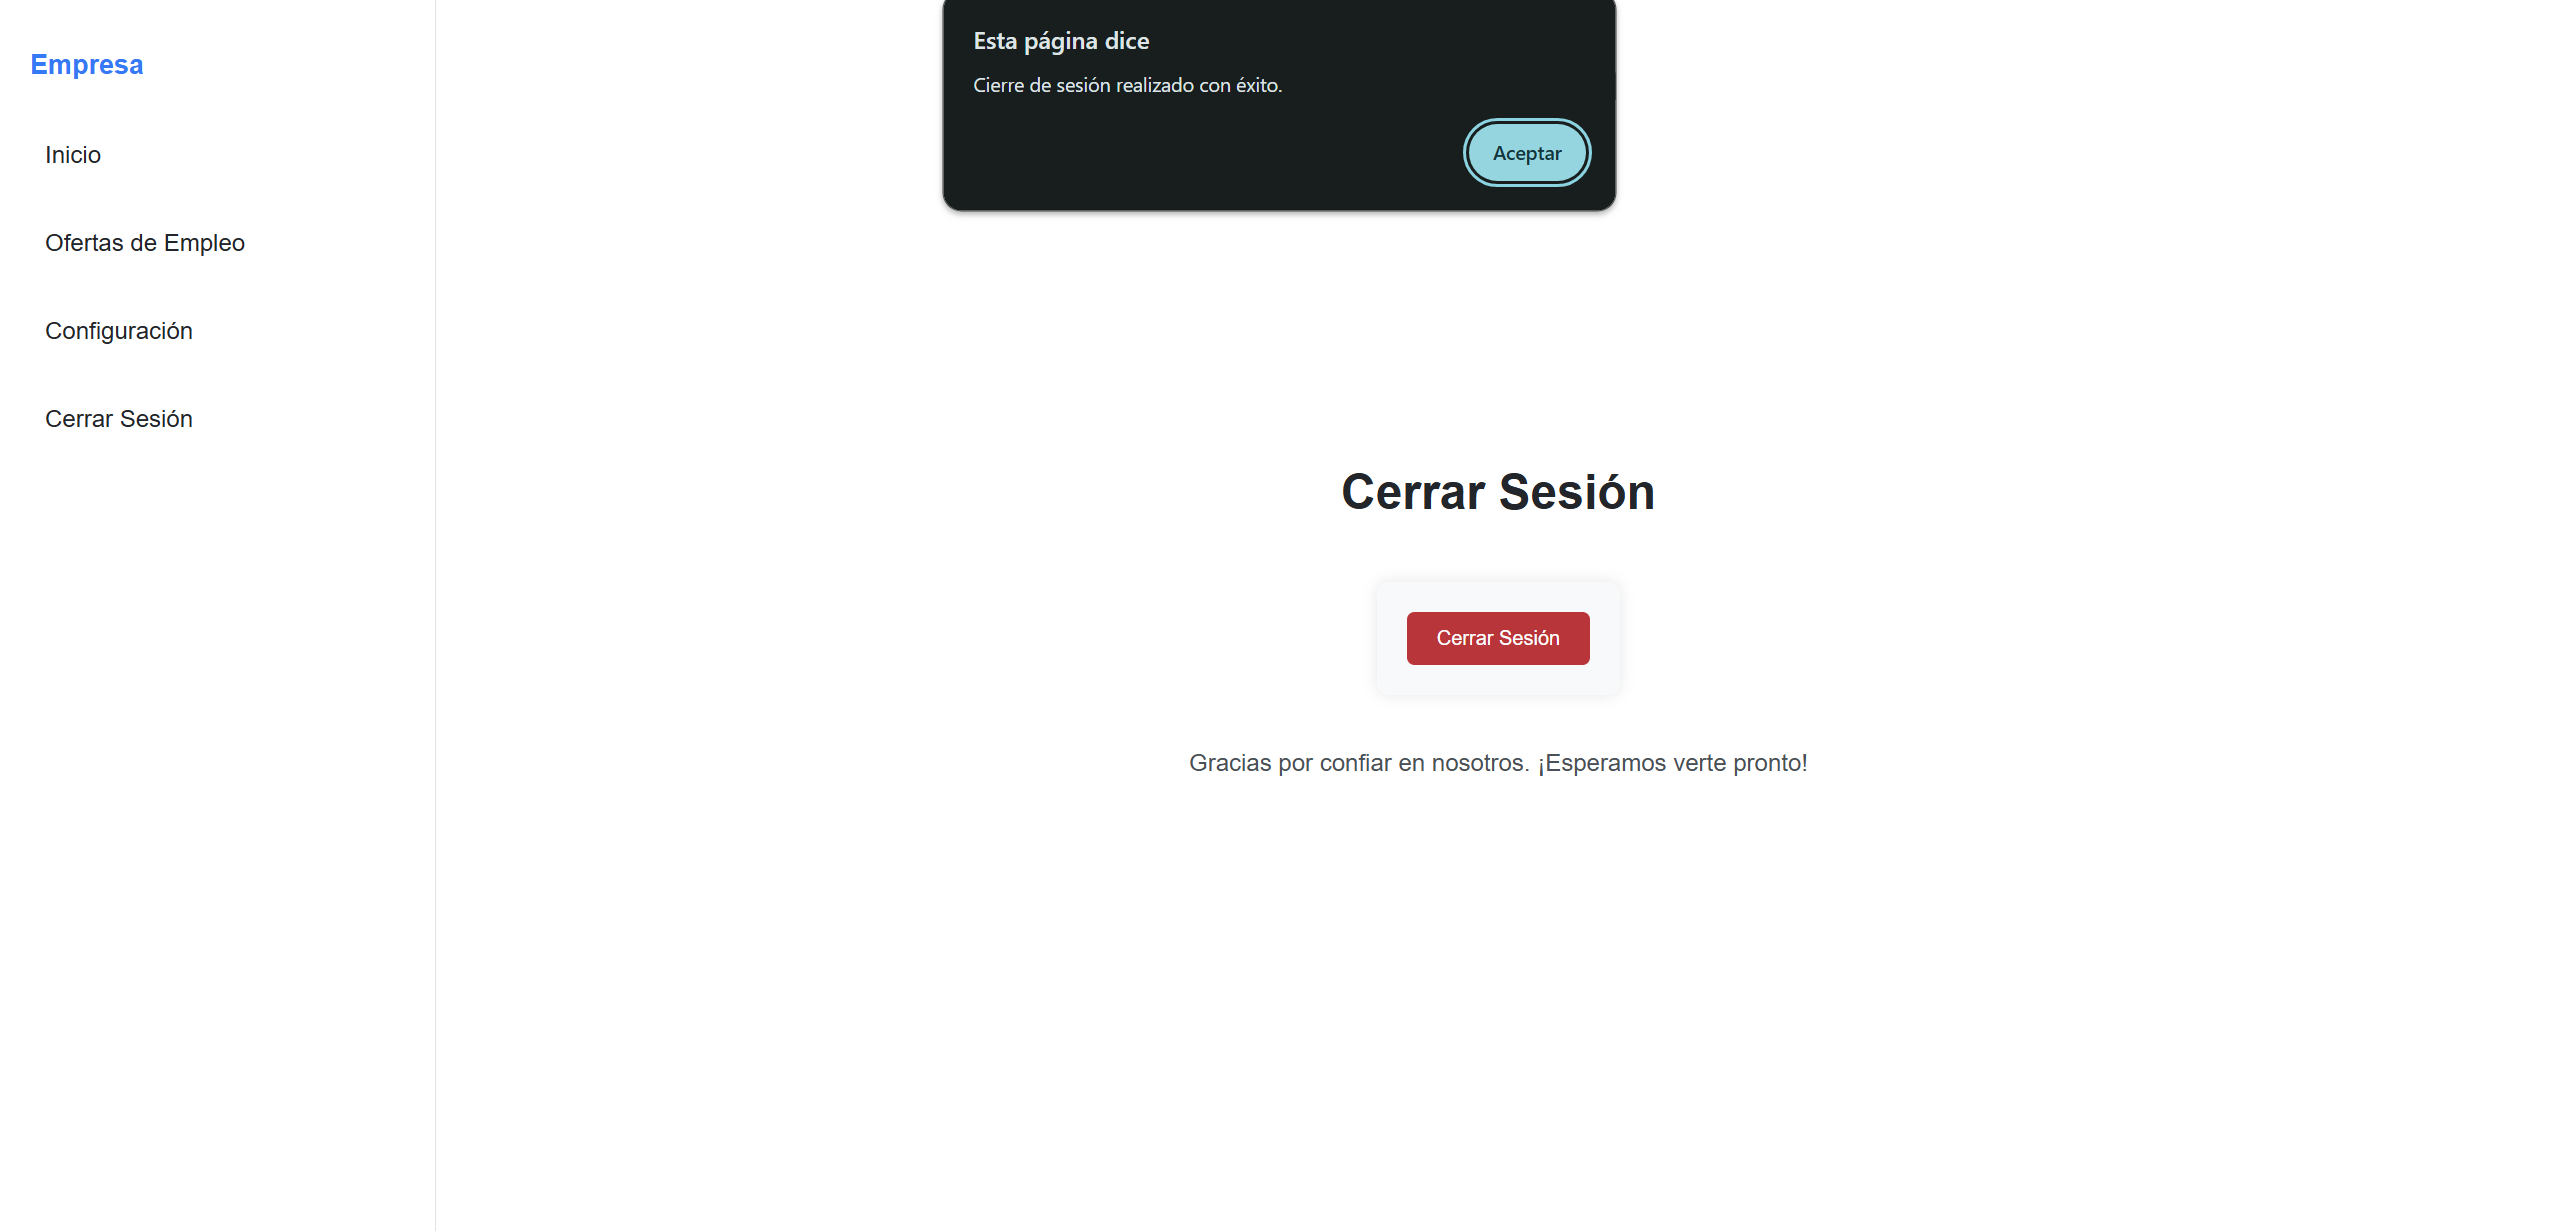 Esta página dice
Cierre de sesión realizado con éxito.
Aceptar
Empresa
Inicio
Ofertas de Empleo
Configuración
Cerrar Sesión
Cerrar Sesión
Cerrar Sesión
Gracias por confiar en nosotros. ¡Esperamos verte pronto!